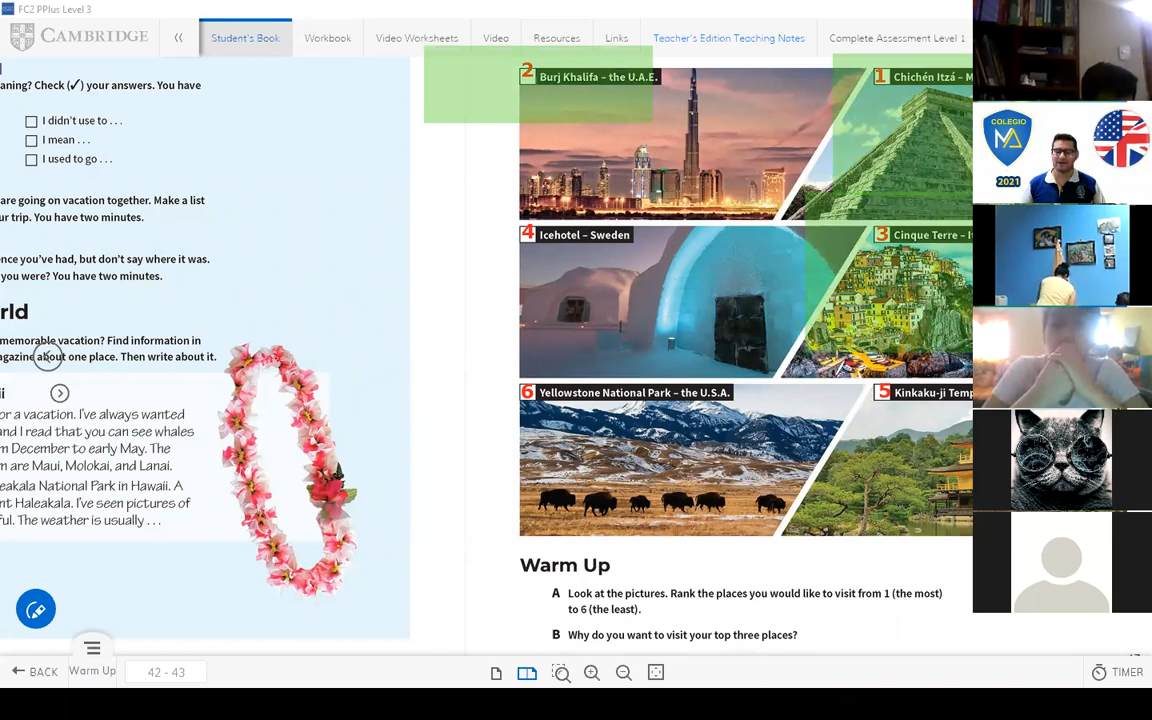 FC2 PPlus Level 3
CAMBRIDGE
Student's Book
Workbook
Video Worksheets
Video
Resources
Links
Teacher's Edition Teaching Notes
Complete Assessment Level 1
aning? Check (✓) your answers. You have
I didn't use to . . .
I mean . . .
I used to go . . .
are going on vacation together. Make a list
ur trip. You have two minutes.
ence you've had, but don't say where it was.
you were? You have two minutes.
rld
memorable vacation? Find information in
agazine about one place. Then write about it.
ii
or a vacation. I've always wanted
and I read that you can see whales
m December to early May. The
n are Maui, Molokai, and Lanai.
eakala National Park in Hawaii. A
nt Haleakala. I've seen pictures of
ful. The weather is usually . . .
2 Burj Khalifa – the U.A.E.
1 Chichén Itzá – M
4 Icehotel – Sweden
3 Cinque Terre – It
6 Yellowstone National Park – the U.S.A.
5 Kinkaku-ji Temp
Warm Up
A Look at the pictures. Rank the places you would like to visit from 1 (the most)
to 6 (the least).
B Why do you want to visit your top three places?
COLEGIO
MA
2021
BACK
Warm Up
42 - 43
TIMER